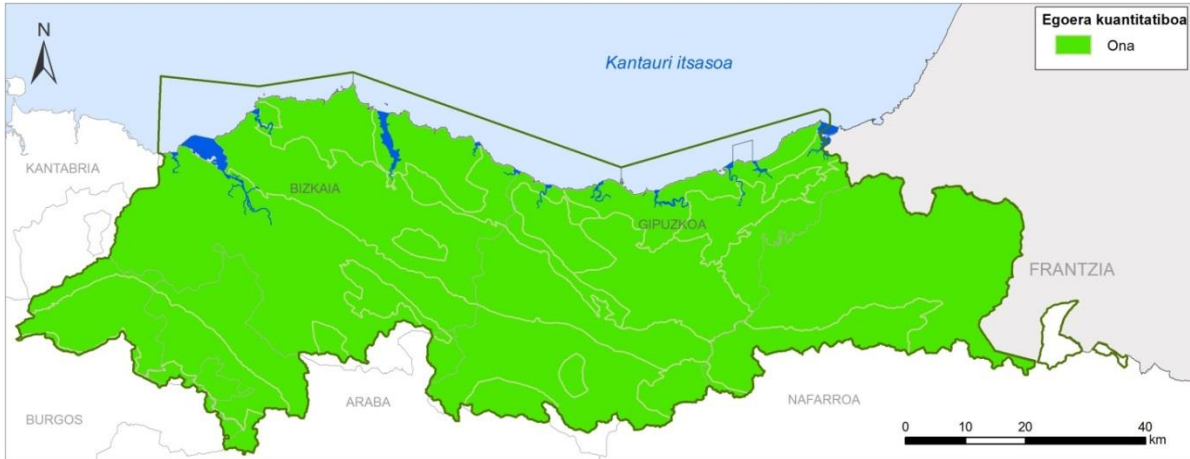 N
Kantauri itsasoa
Egoera kuantitatiboa
Ona
KANTABRIA
BIZKAIA
GIPUZKOA
FRANTZIA
ARABA
NAFARROA
BURGOS
0 10 20 40
km